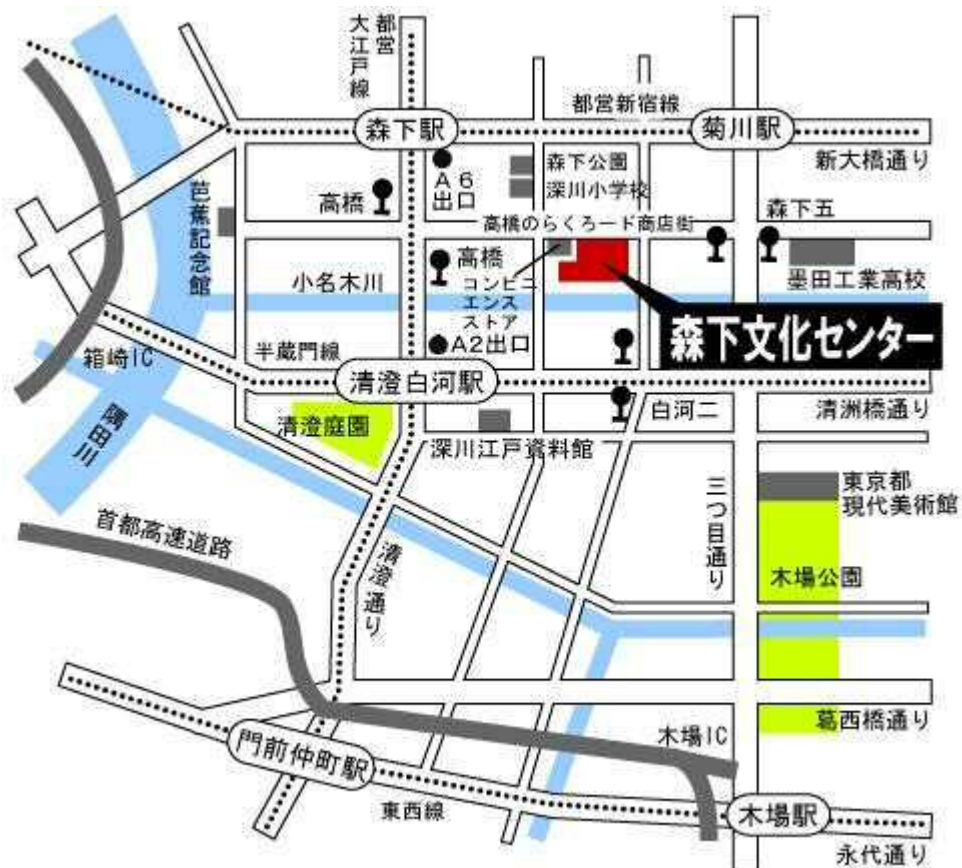 都営
大江戸線
都営新宿線
森下駅
菊川駅
新大橋通り
A6
出口
森下公園
深川小学校
高橋
芭蕉記念館
森下五
高橋のらくろード商店街
高橋
小名木川
コンビニ
エンス
ストア
墨田工業高校
森下文化センター
A2出口
半蔵門線
箱崎IC
清澄白河駅
白河二
清洲橋通り
隅田川
清澄庭園
深川江戸資料館
三つ目通り
東京都
現代美術館
首都高速道路
清澄通り
木場公園
葛西橋通り
木場IC
門前仲町駅
東西線
木場駅
永代通り